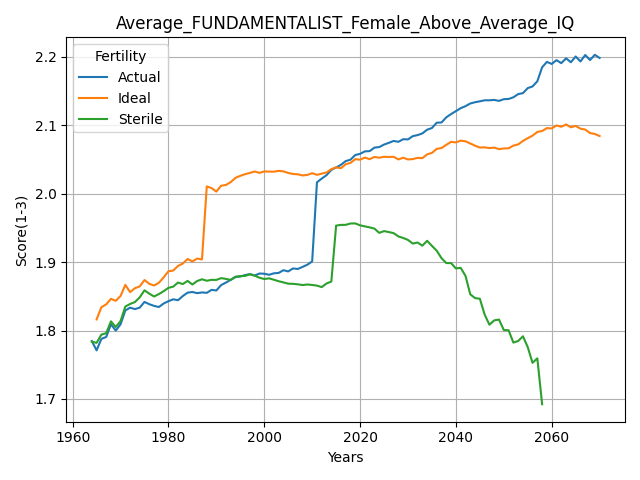 Average_FUNDAMENTALIST_Female_Above_Average_IQ
Fertility
Actual
Ideal
Sterile
Score(1-3)
2.2
2.1
2.0
1.9
1.8
1.7
1960
1980
2000
2020
2040
2060
Years